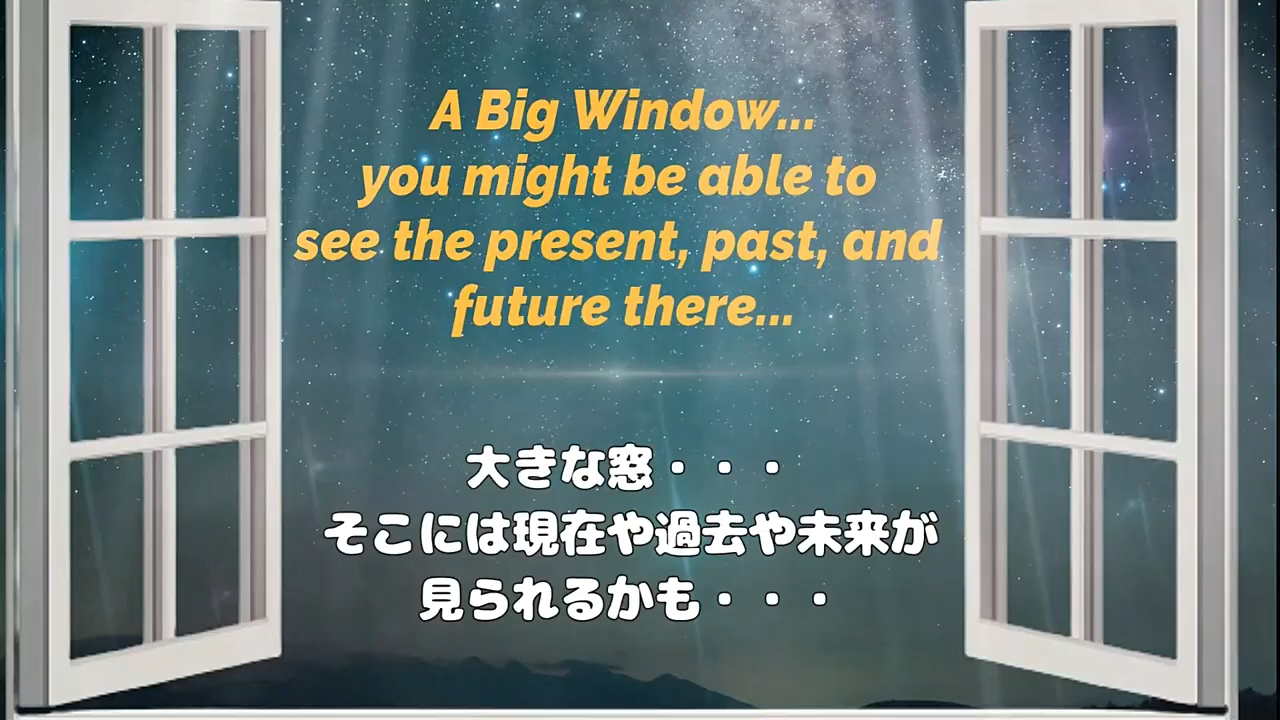 A Big Window...
you might be able to
see the present, past, and
future there...
大きな窓・・・
そこには現在や過去や未来が
見られるかも・・・